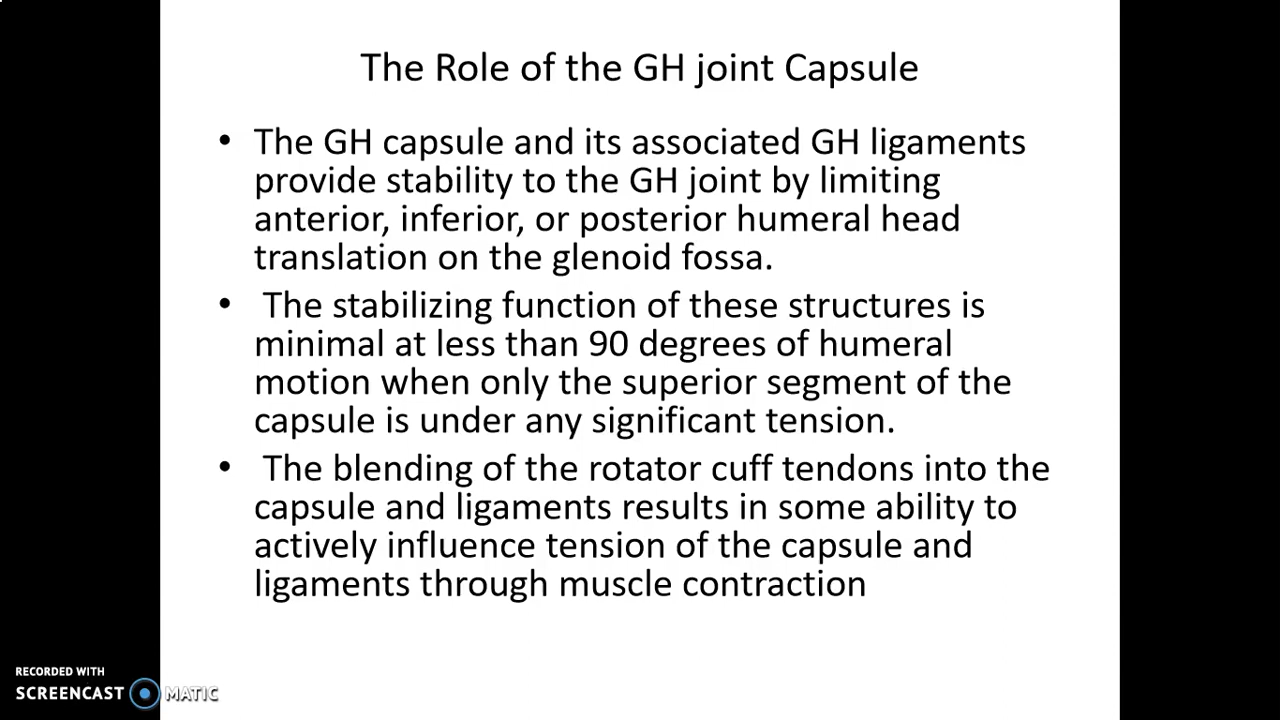 The Role of the GH joint Capsule
• The GH capsule and its associated GH ligaments
provide stability to the GH joint by limiting
anterior, inferior, or posterior humeral head
translation on the glenoid fossa.
• The stabilizing function of these structures is
minimal at less than 90 degrees of humeral
motion when only the superior segment of the
capsule is under any significant tension.
• The blending of the rotator cuff tendons into the
capsule and ligaments results in some ability to
actively influence tension of the capsule and
ligaments through muscle contraction
RECORDED WITH
SCREENCAST MATIC